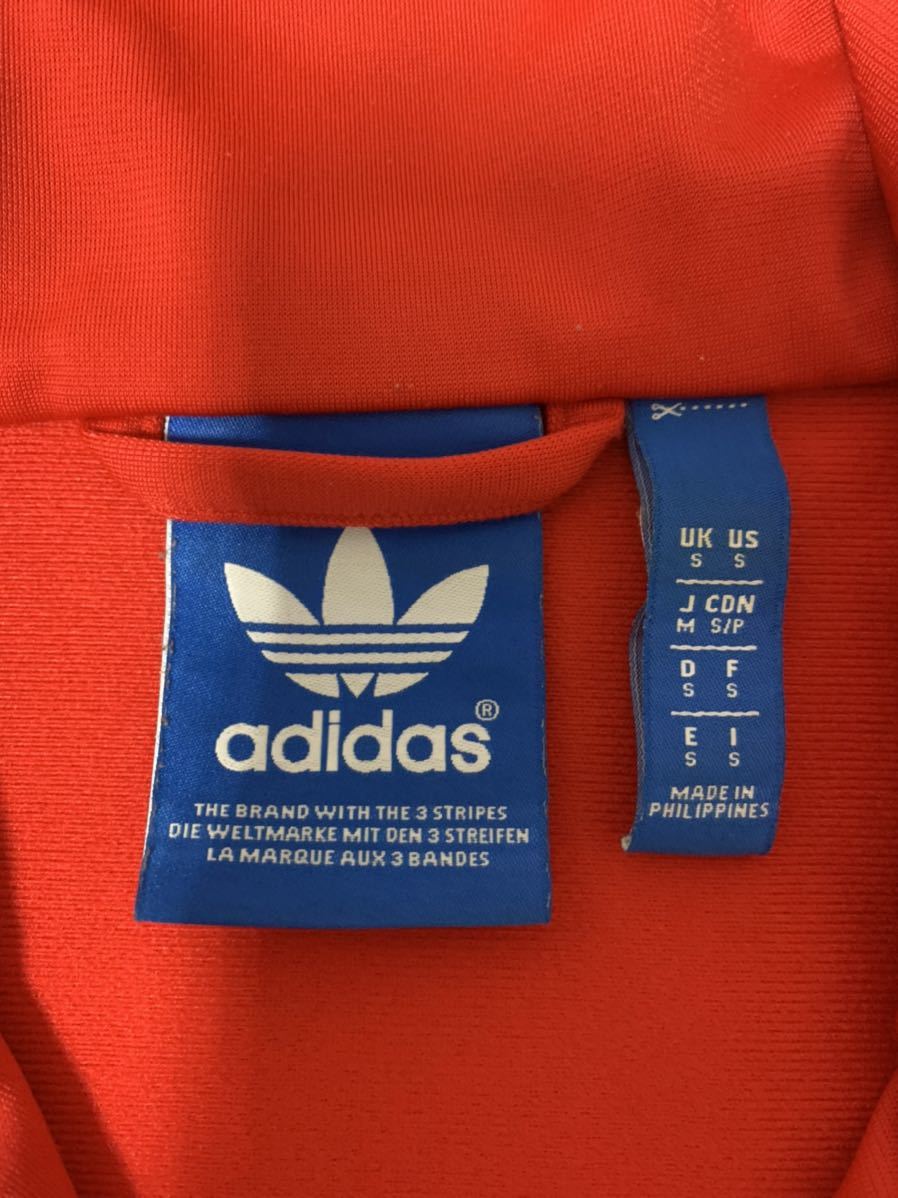 adidas®
THE BRAND WITH THE 3 STRIPES
DIE WELTMARKE MIT DEN 3 STREIFEN
LA MARQUE AUX 3 BANDES
UK US
S S
J CDN
M S/P
D F
S S
E I
S S
MADE IN
PHILIPPINES